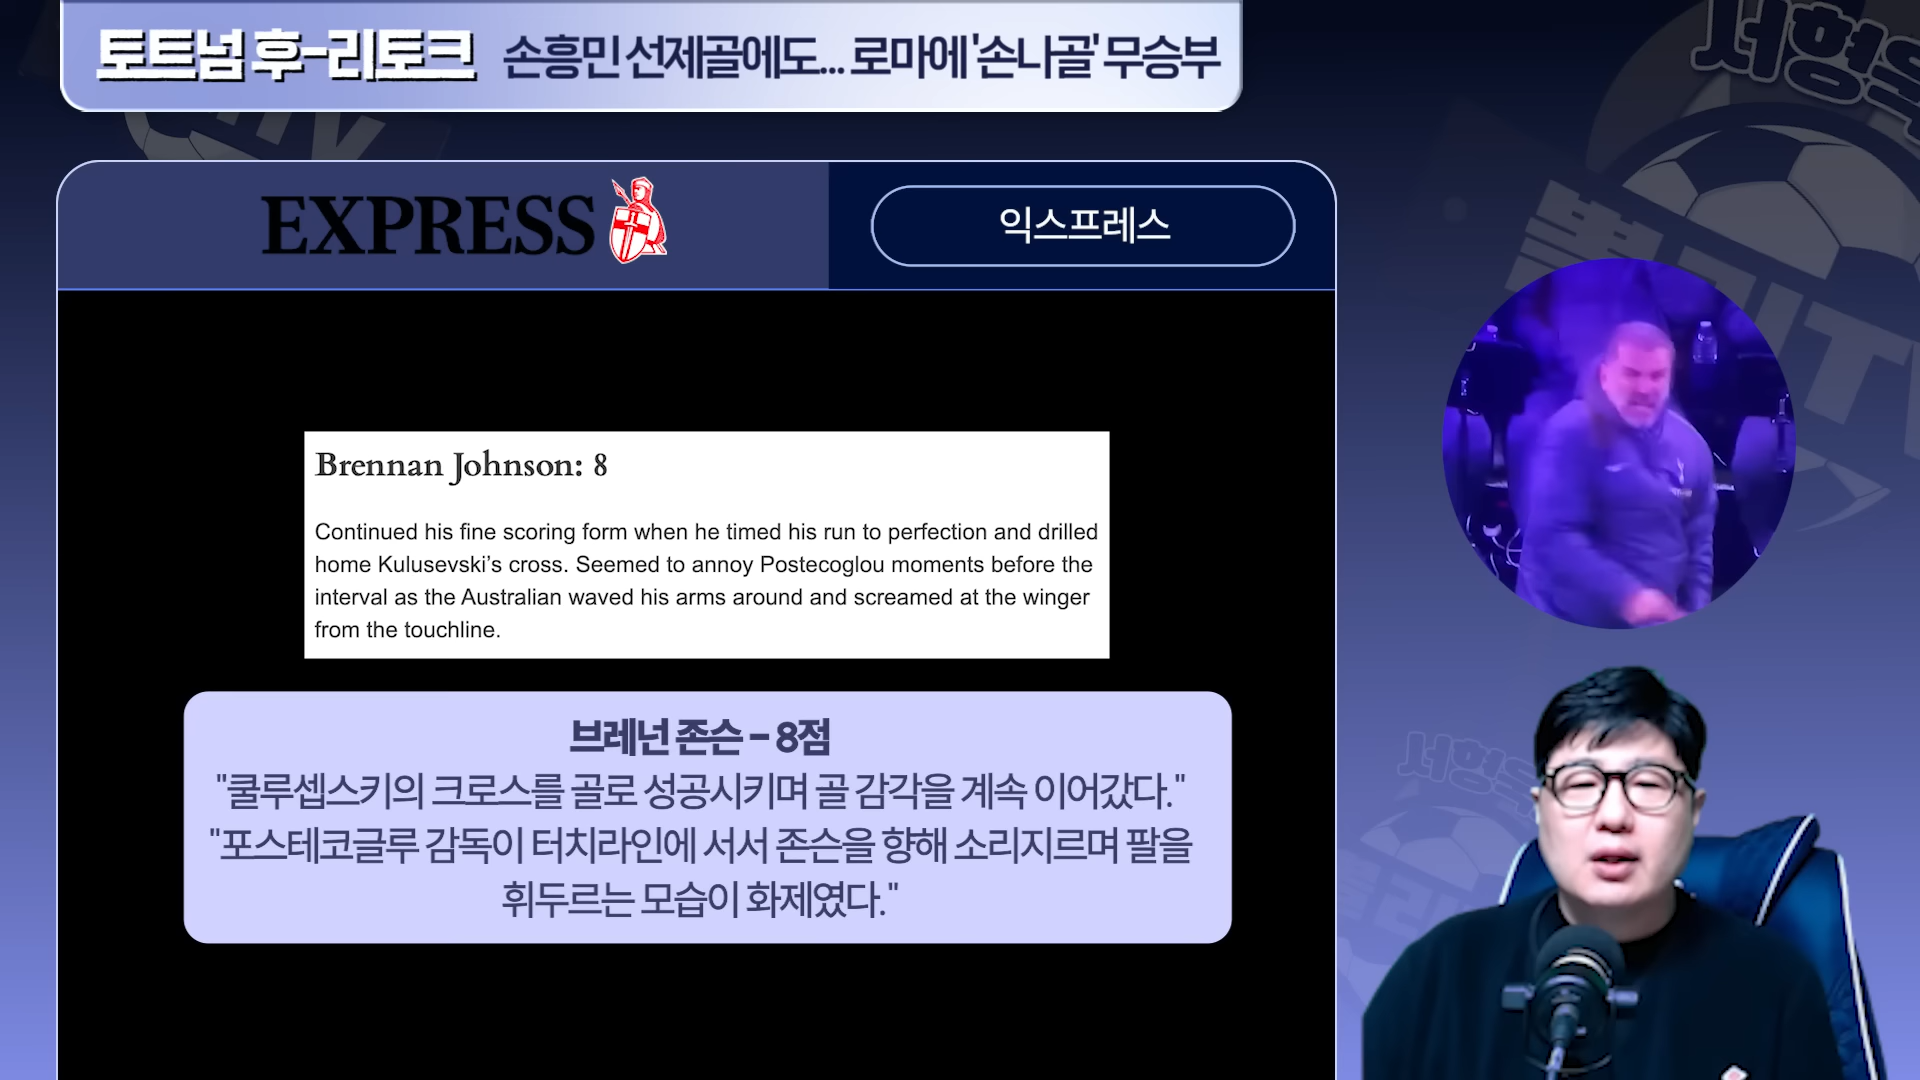 토트넘 후-리토크 손흥민 선제골에도... 로마에 '손나골' 무승부
EXPRESS
익스프레스
Brennan Johnson: 8
Continued his fine scoring form when he timed his run to perfection and drilled
home Kulusevski’s cross. Seemed to annoy Postecoglou moments before the
interval as the Australian waved his arms around and screamed at the winger
from the touchline.
브레넌 존슨 – 8점
"쿨루셉스키의 크로스를 골로 성공시키며 골 감각을 계속 이어갔다."
"포스테코글루 감독이 터치라인에 서서 존슨을 향해 소리지르며 팔을
휘두르는 모습이 화제였다."